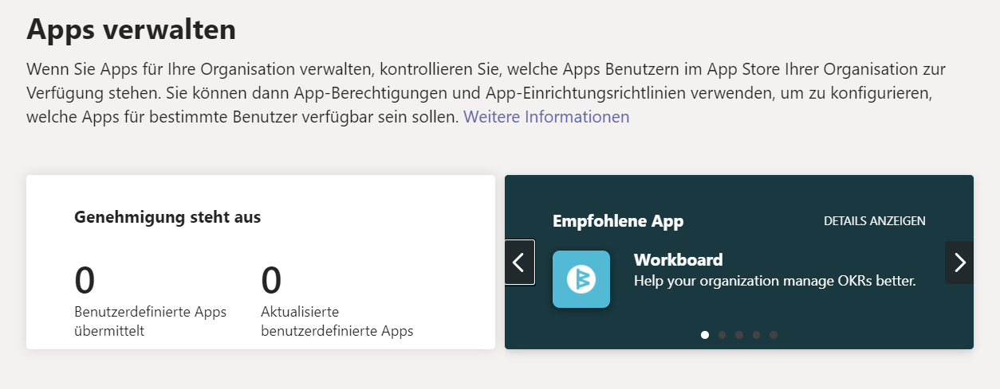 Apps verwalten
Wenn Sie Apps für Ihre Organisation verwalten, kontrollieren Sie, welche Apps Benutzern im App Store Ihrer Organisation zur
Verfügung stehen. Sie können dann App-Berechtigungen und App-Einrichtungsrichtlinien verwenden, um zu konfigurieren,
welche Apps für bestimmte Benutzer verfügbar sein sollen. Weitere Informationen
Genehmigung steht aus
0
Benutzerdefinierte Apps
übermittelt
0
Aktualisierte
benutzerdefinierte Apps
Empfohlene App
DETAILS ANZEIGEN
Workboard
Help your organization manage OKRs better.